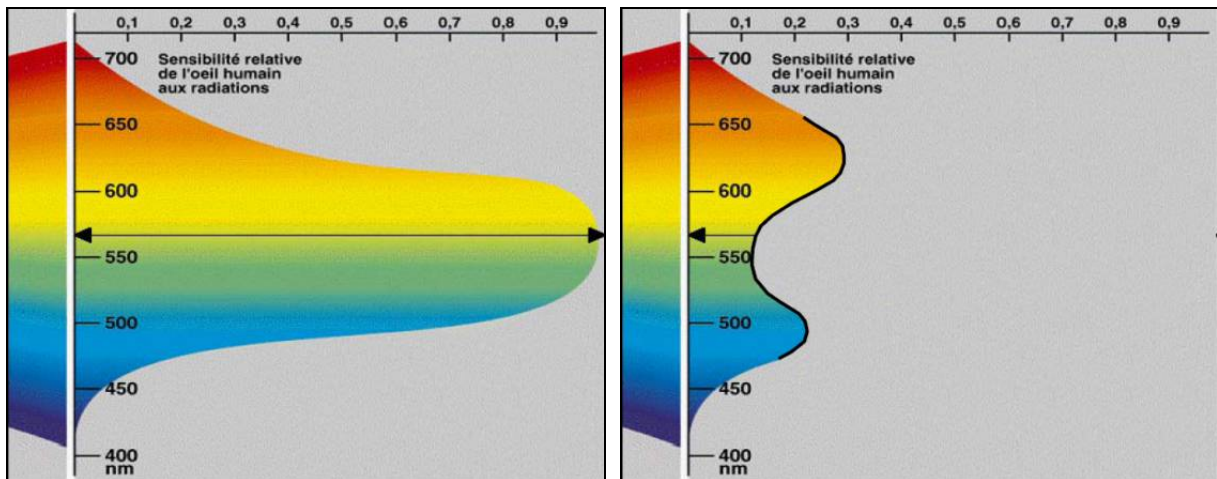 0,1 0,2 0,3 0,4 0,5 0,6 0,7 0,8 0,9
700
Sensibilité relative
de l'oeil humain
aux radiations
650
600
550
500
450
400
nm
0,1 0,2 0,3 0,4 0,5 0,6 0,7 0,8 0,9
700
Sensibilité relative
de l'oeil humain
aux radiations
650
600
550
500
450
400
nm